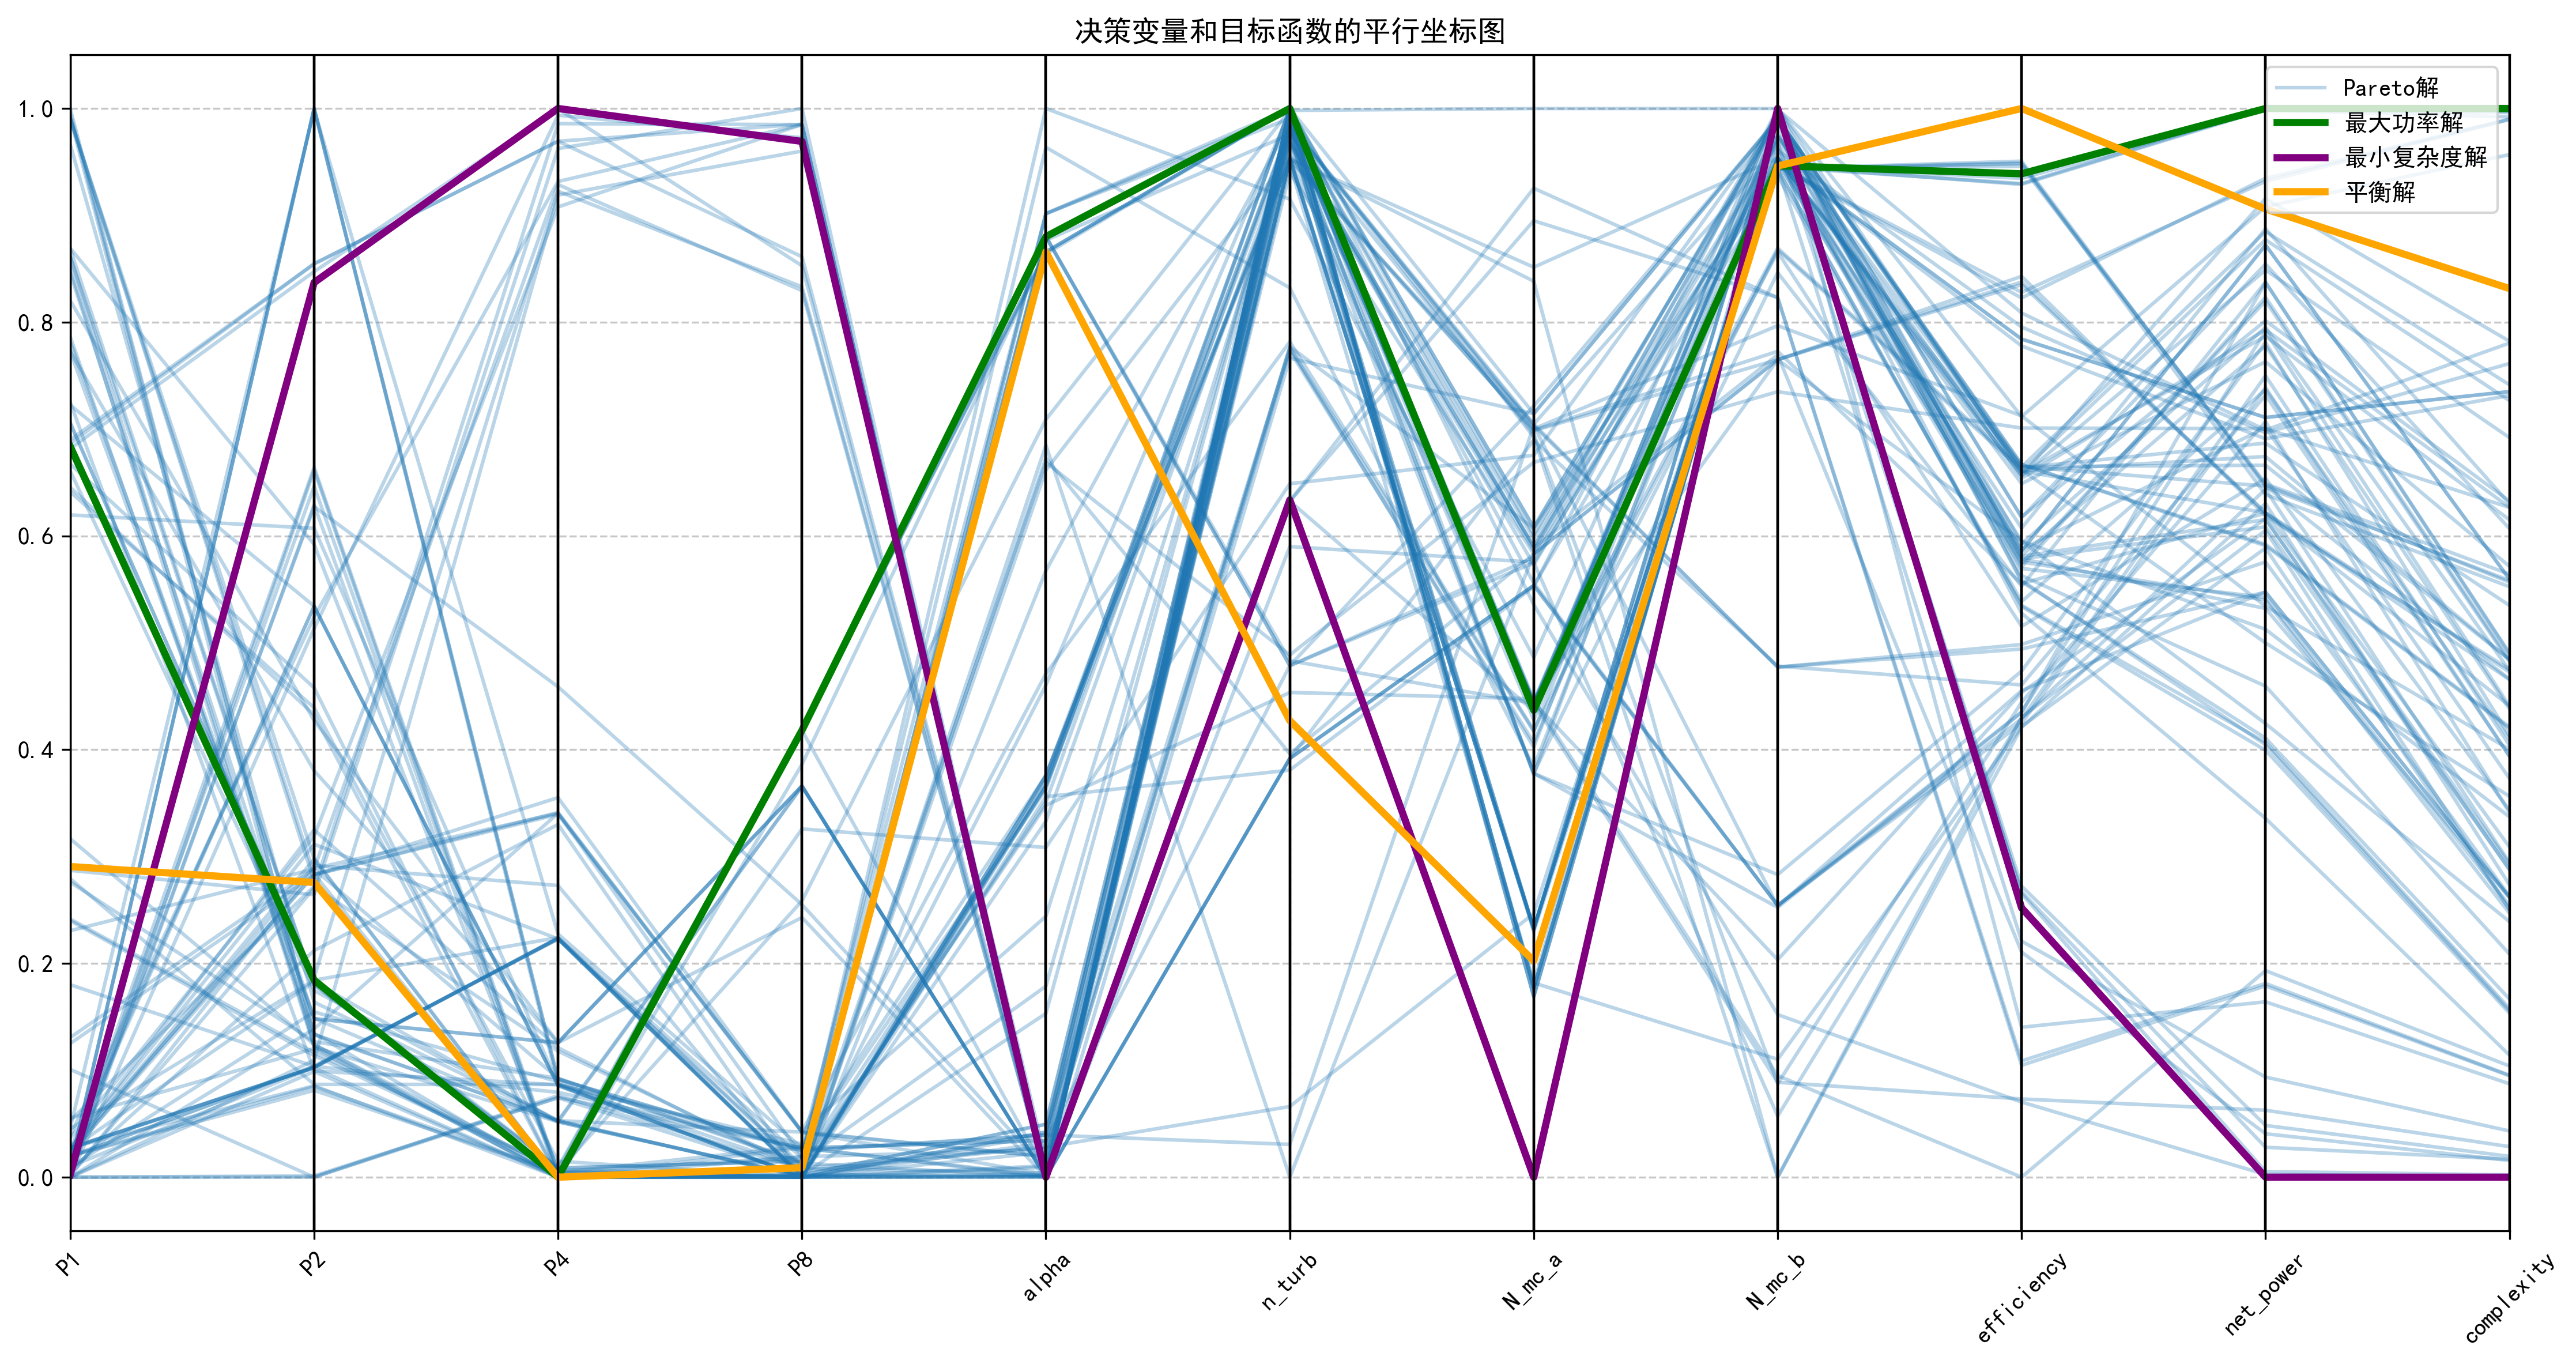 决策变量和目标函数的平行坐标图
Pareto解
最大功率解
最小复杂度解
平衡解
1.0
0.8
0.6
0.4
0.2
0.0
P1
P2
P4
P8
alpha
n_turb
N_mc_a
N_mc_b
efficiency
net_power
complexity